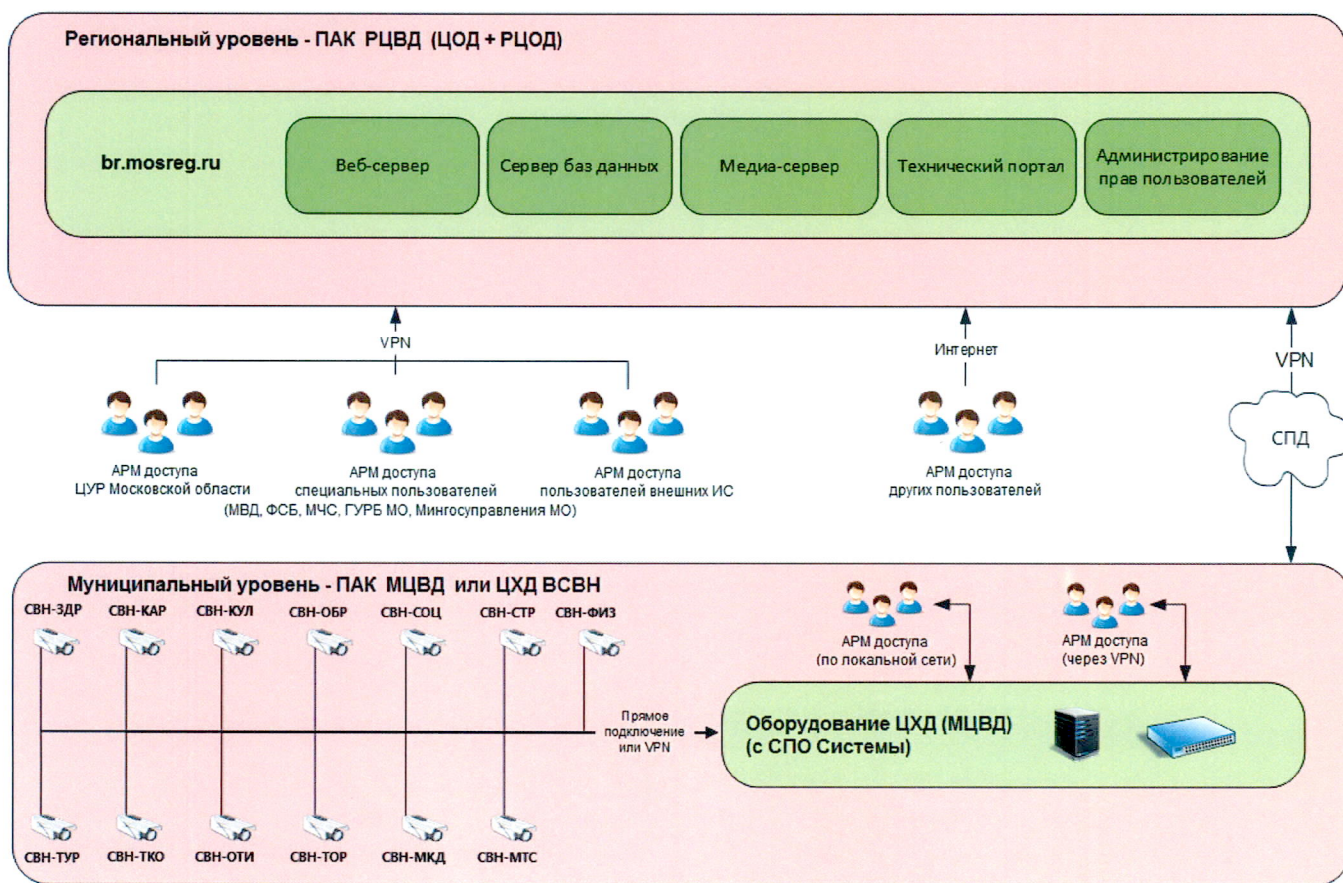 Региональный уровень - ПАК РЦВД (ЦОД + РЦОД)
br.mosreg.ru
Веб-сервер
Сервер баз данных
Медиа-сервер
Технический портал
Администрирование
прав пользователей
VPN
Интернет
VPN
СПД
АРМ доступа
ЦУР Московской области
АРМ доступа
специальных пользователей
(МВД, ФСБ, МЧС, ГУРБ МО, Мингосуправления МО)
АРМ доступа
пользователей внешних ИС
АРМ доступа
других пользователей
Муниципальный уровень - ПАК МЦВД или ЦХД ВСВН
СВН-ЗДР
СВН-КАР
СВН-КУЛ
СВН-ОБР
СВН-СОЦ
СВН-СТР
СВН-ФИЗ
АРМ доступа
(по локальной сети)
АРМ доступа
(через VPN)
Прямое
подключение
или VPN
Оборудование ЦХД (МЦВД)
(с СПО Системы)
СВН-ТУР
СВН-ТКО
СВН-ОТИ
СВН-ТОР
СВН-МКД
СВН-МТС